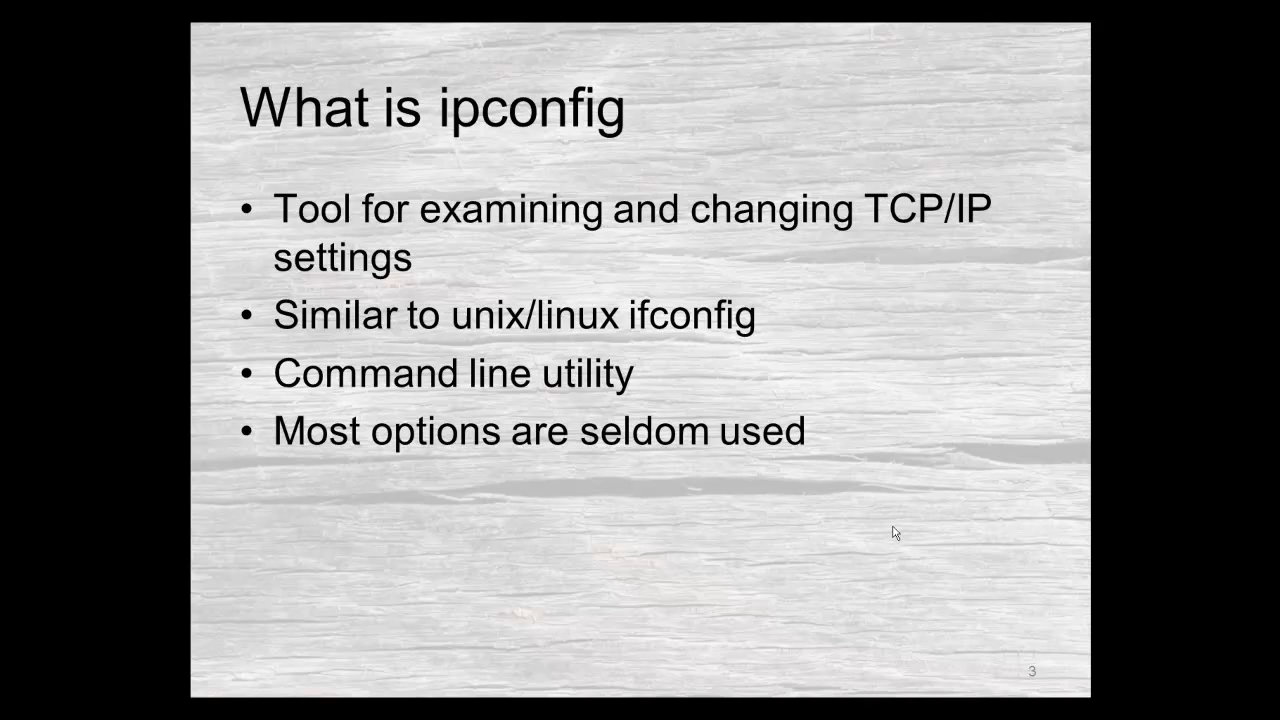 What is ipconfig
• Tool for examining and changing TCP/IP
settings
• Similar to unix/linux ifconfig
• Command line utility
• Most options are seldom used
3